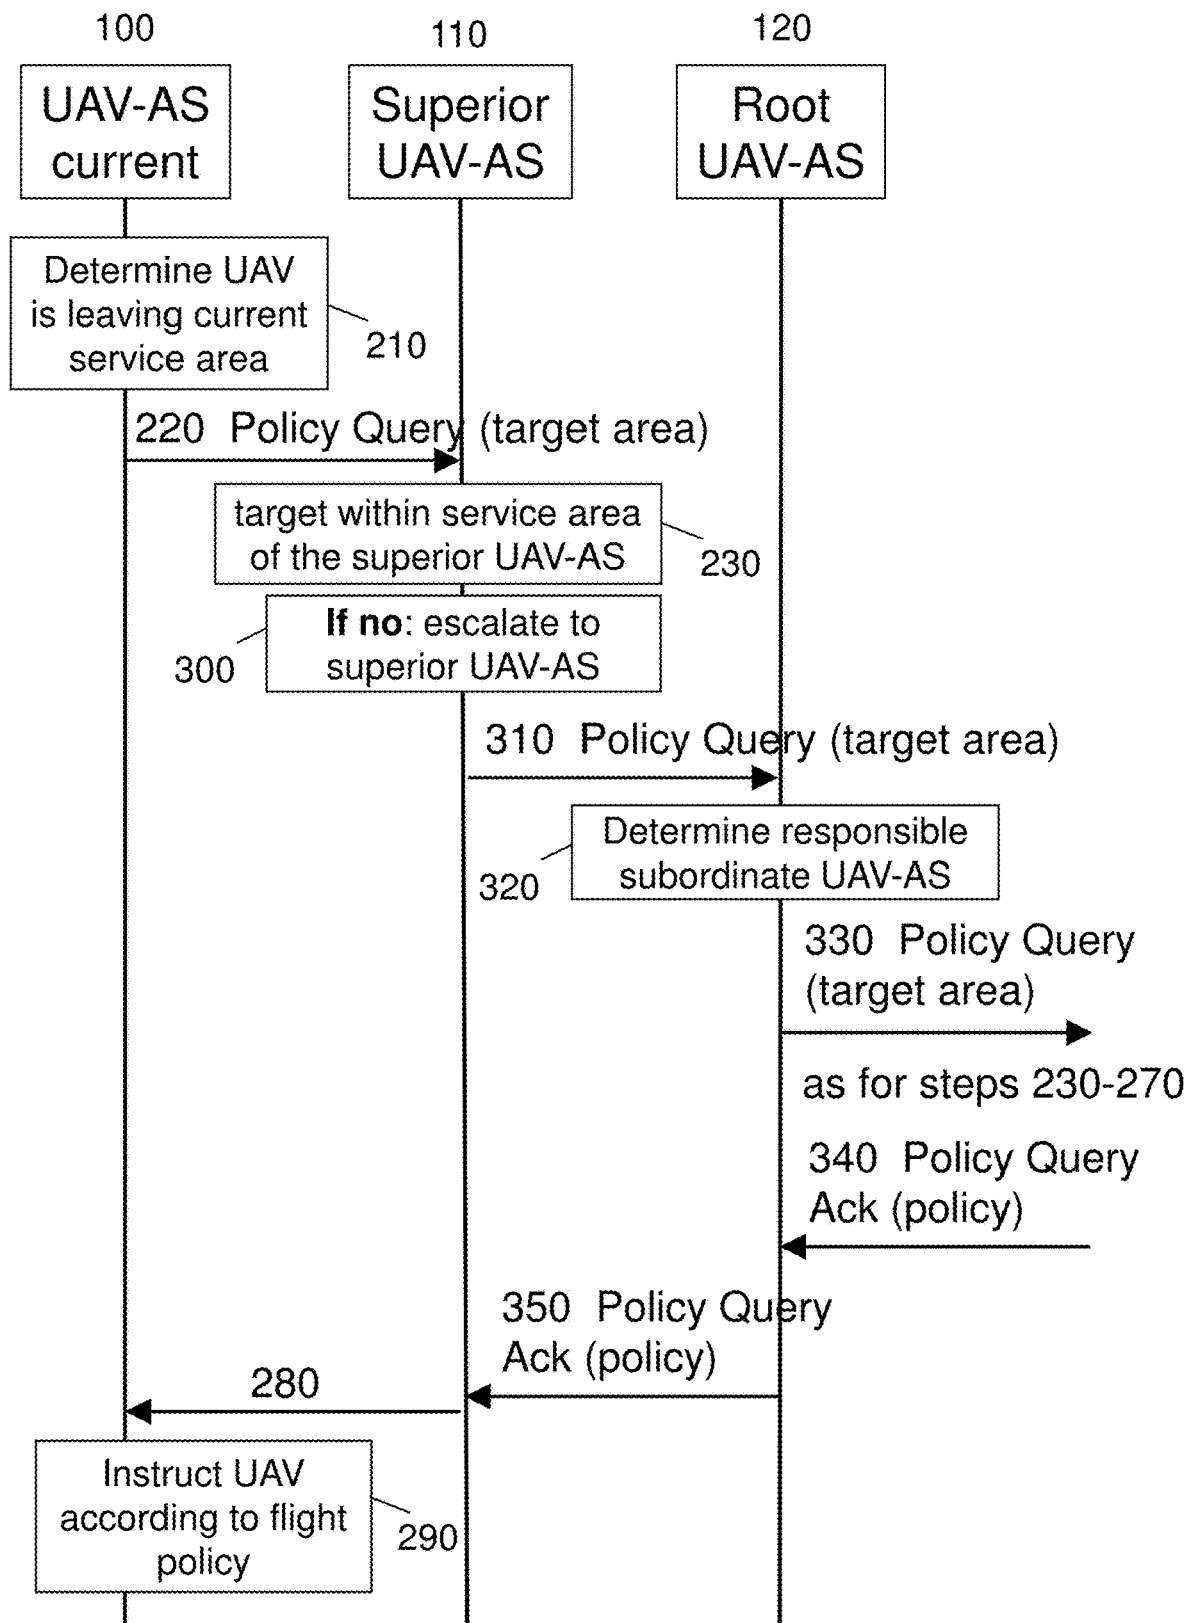 100
110
120
UAV-AS
current
Superior
UAV-AS
Root
UAV-AS
Determine UAV
is leaving current
service area
210
220 Policy Query (target area)
target within service area
of the superior UAV-AS
230
If no: escalate to
superior UAV-AS
300
310 Policy Query (target area)
Determine responsible
subordinate UAV-AS
320
330 Policy Query
(target area)
as for steps 230-270
340 Policy Query
Ack (policy)
350 Policy Query
Ack (policy)
280
Instruct UAV
according to flight
policy
290